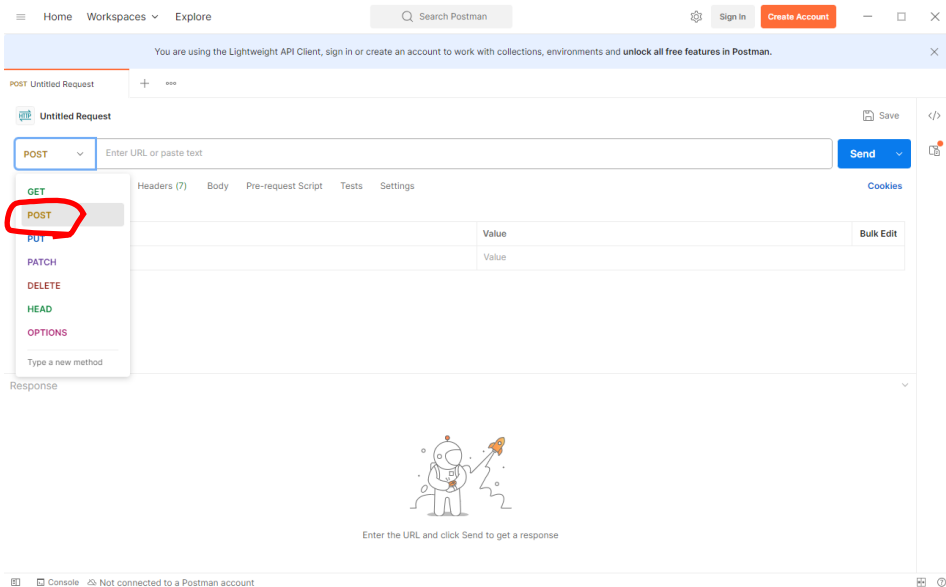 Home Workspaces Explore Search Postman Sign In Create Account
You are using the Lightweight API Client, sign in or create an account to work with collections, environments and unlock all free features in Postman.
POST Untitled Request
HTTP Untitled Request Save
POST Enter URL or paste text Send
Headers (7) Body Pre-request Script Tests Settings Cookies
GET
POST
PUT
PATCH
DELETE
HEAD
OPTIONS
Type a new method
Value Bulk Edit
Value
Response
Enter the URL and click Send to get a response
Console Not connected to a Postman account